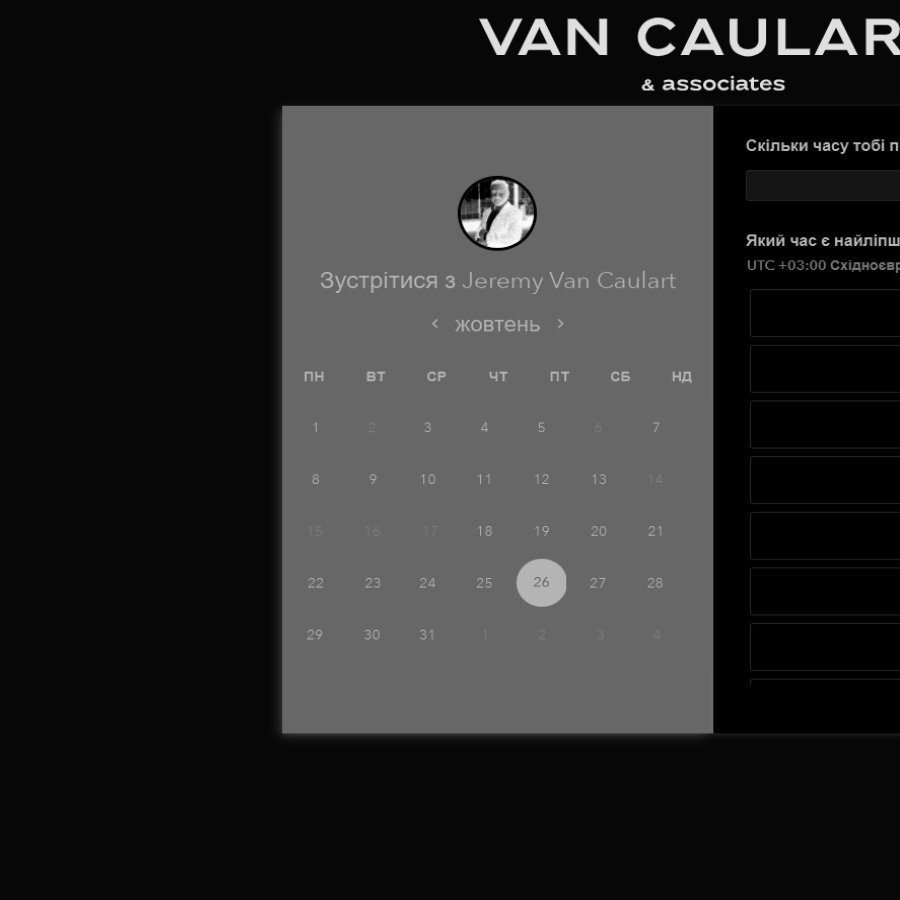 VAN CAULAR
& associates
Зустрітися з Jeremy Van Caulart
жовтень
ПН ВТ СР ЧТ ПТ СБ НД
1 2 3 4 5 6 7
8 9 10 11 12 13 14
15 16 17 18 19 20 21
22 23 24 25 26 27 28
29 30 31 1 2 3 4
Скільки часу тобі п
Який час є найліпш
UTC +03:00 Східноєвр